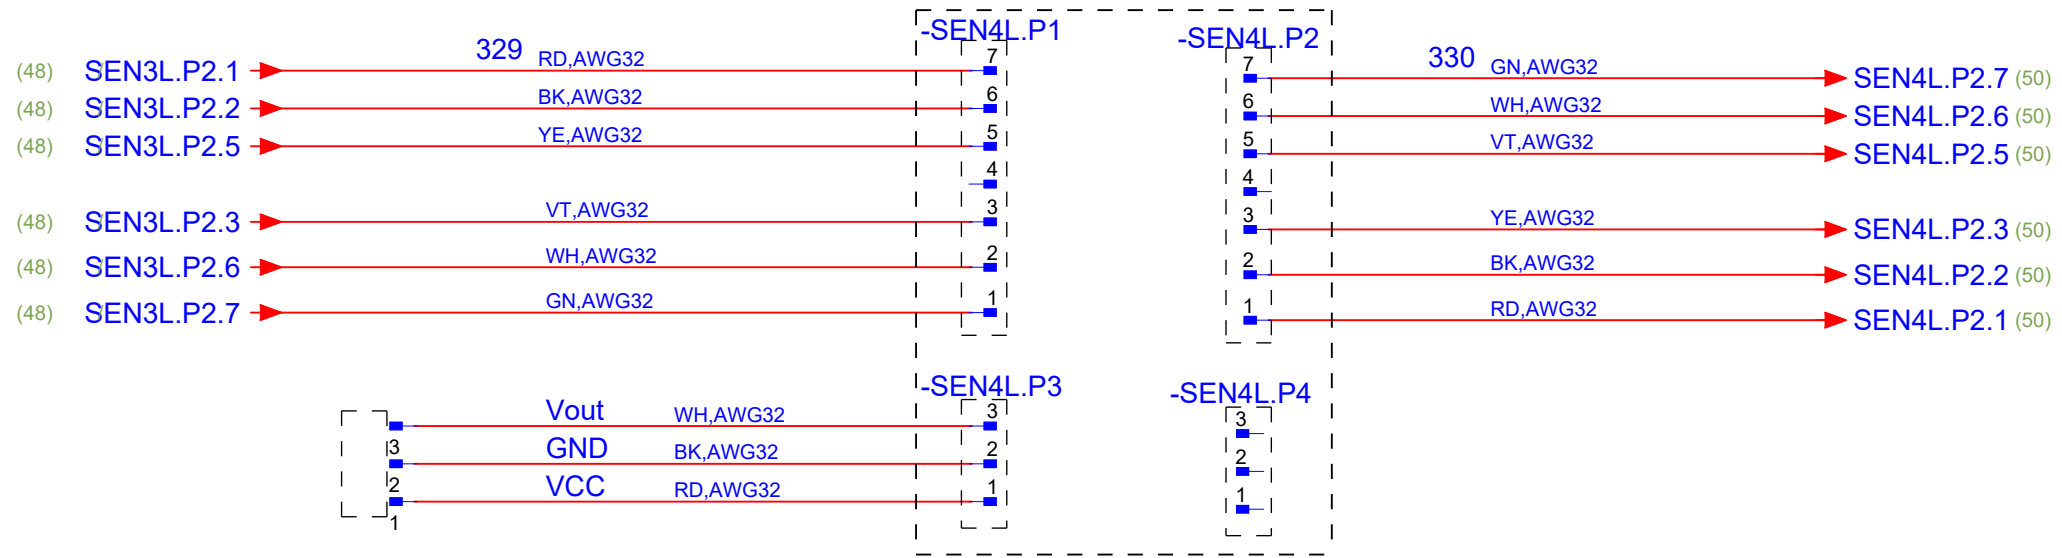 -SEN4L.P1
-SEN4L.P2
329
330
(48) SEN3L.P2.1 RD,AWG32 7
(48) SEN3L.P2.2 BK,AWG32 6
(48) SEN3L.P2.5 YE,AWG32 5
4
(48) SEN3L.P2.3 VT,AWG32 3
(48) SEN3L.P2.6 WH,AWG32 2
(48) SEN3L.P2.7 GN,AWG32 1
7 GN,AWG32 SEN4L.P2.7 (50)
6 WH,AWG32 SEN4L.P2.6 (50)
5 VT,AWG32 SEN4L.P2.5 (50)
4
3 YE,AWG32 SEN4L.P2.3 (50)
2 BK,AWG32 SEN4L.P2.2 (50)
1 RD,AWG32 SEN4L.P2.1 (50)
-SEN4L.P3
3 Vout WH,AWG32 3
2 GND BK,AWG32 2
1 VCC RD,AWG32 1
-SEN4L.P4
3
2
1